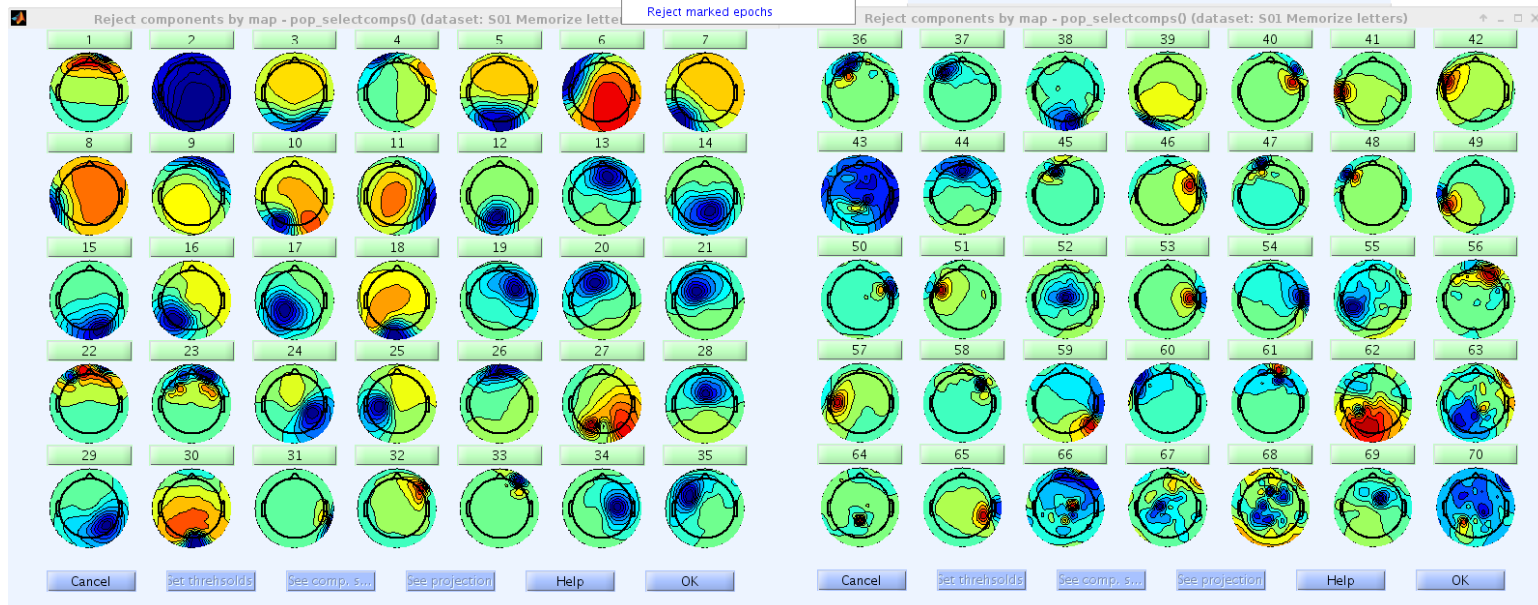 Reject marked epochs
Reject components by map - pop_selectcomps() (dataset: S01 Memorize letter
Reject components by map - pop_selectcomps() (dataset: S01 Memorize letters)
1 2 3 4 5 6 7
36 37 38 39 40 41 42
8 9 10 11 12 13 14
43 44 45 46 47 48 49
15 16 17 18 19 20 21
50 51 52 53 54 55 56
22 23 24 25 26 27 28
57 58 59 60 61 62 63
29 30 31 32 33 34 35
64 65 66 67 68 69 70
Cancel Set threhsolds See comp. s... See projection Help OK
Cancel Set threhsolds See comp. s... See projection Help OK